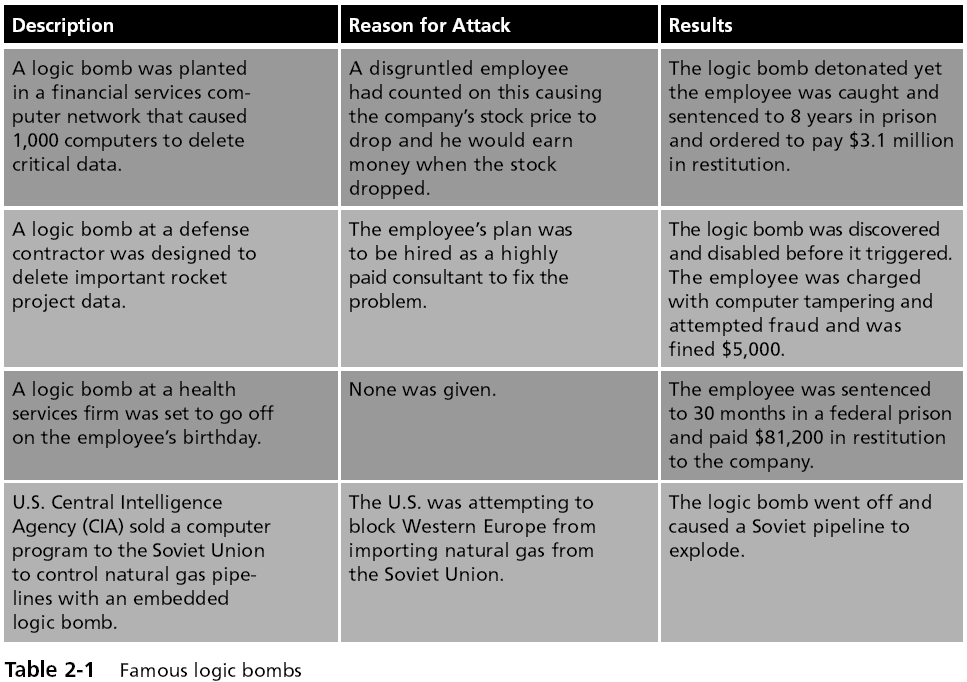 Description
Reason for Attack
Results
A logic bomb was planted
in a financial services com-
puter network that caused
1,000 computers to delete
critical data.
A disgruntled employee
had counted on this causing
the company's stock price to
drop and he would earn
money when the stock
dropped.
The logic bomb detonated yet
the employee was caught and
sentenced to 8 years in prison
and ordered to pay $3.1 million
in restitution.
A logic bomb at a defense
contractor was designed to
delete important rocket
project data.
The employee's plan was
to be hired as a highly
paid consultant to fix the
problem.
The logic bomb was discovered
and disabled before it triggered.
The employee was charged
with computer tampering and
attempted fraud and was
fined $5,000.
A logic bomb at a health
services firm was set to go off
on the employee's birthday.
None was given.
The employee was sentenced
to 30 months in a federal prison
and paid $81,200 in restitution
to the company.
U.S. Central Intelligence
Agency (CIA) sold a computer
program to the Soviet Union
to control natural gas pipe-
lines with an embedded
logic bomb.
The U.S. was attempting to
block Western Europe from
importing natural gas from
the Soviet Union.
The logic bomb went off and
caused a Soviet pipeline to
explode.
Table 2-1 Famous logic bombs